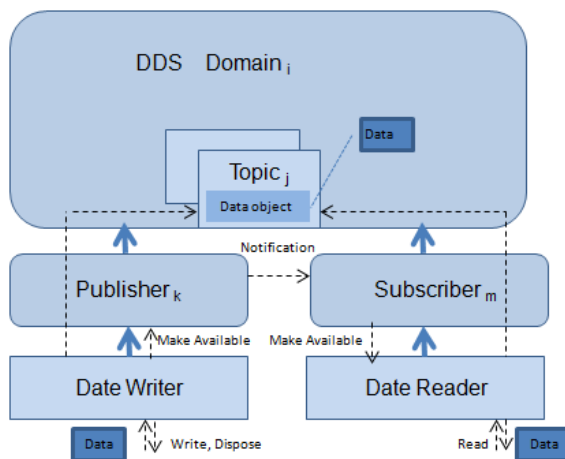 DDS Domain i
Data
Topic j
Data object
Notification
Publisher k
Subscriber m
Make Available
Make Available
Date Writer
Date Reader
Data
Write, Dispose
Read
Data